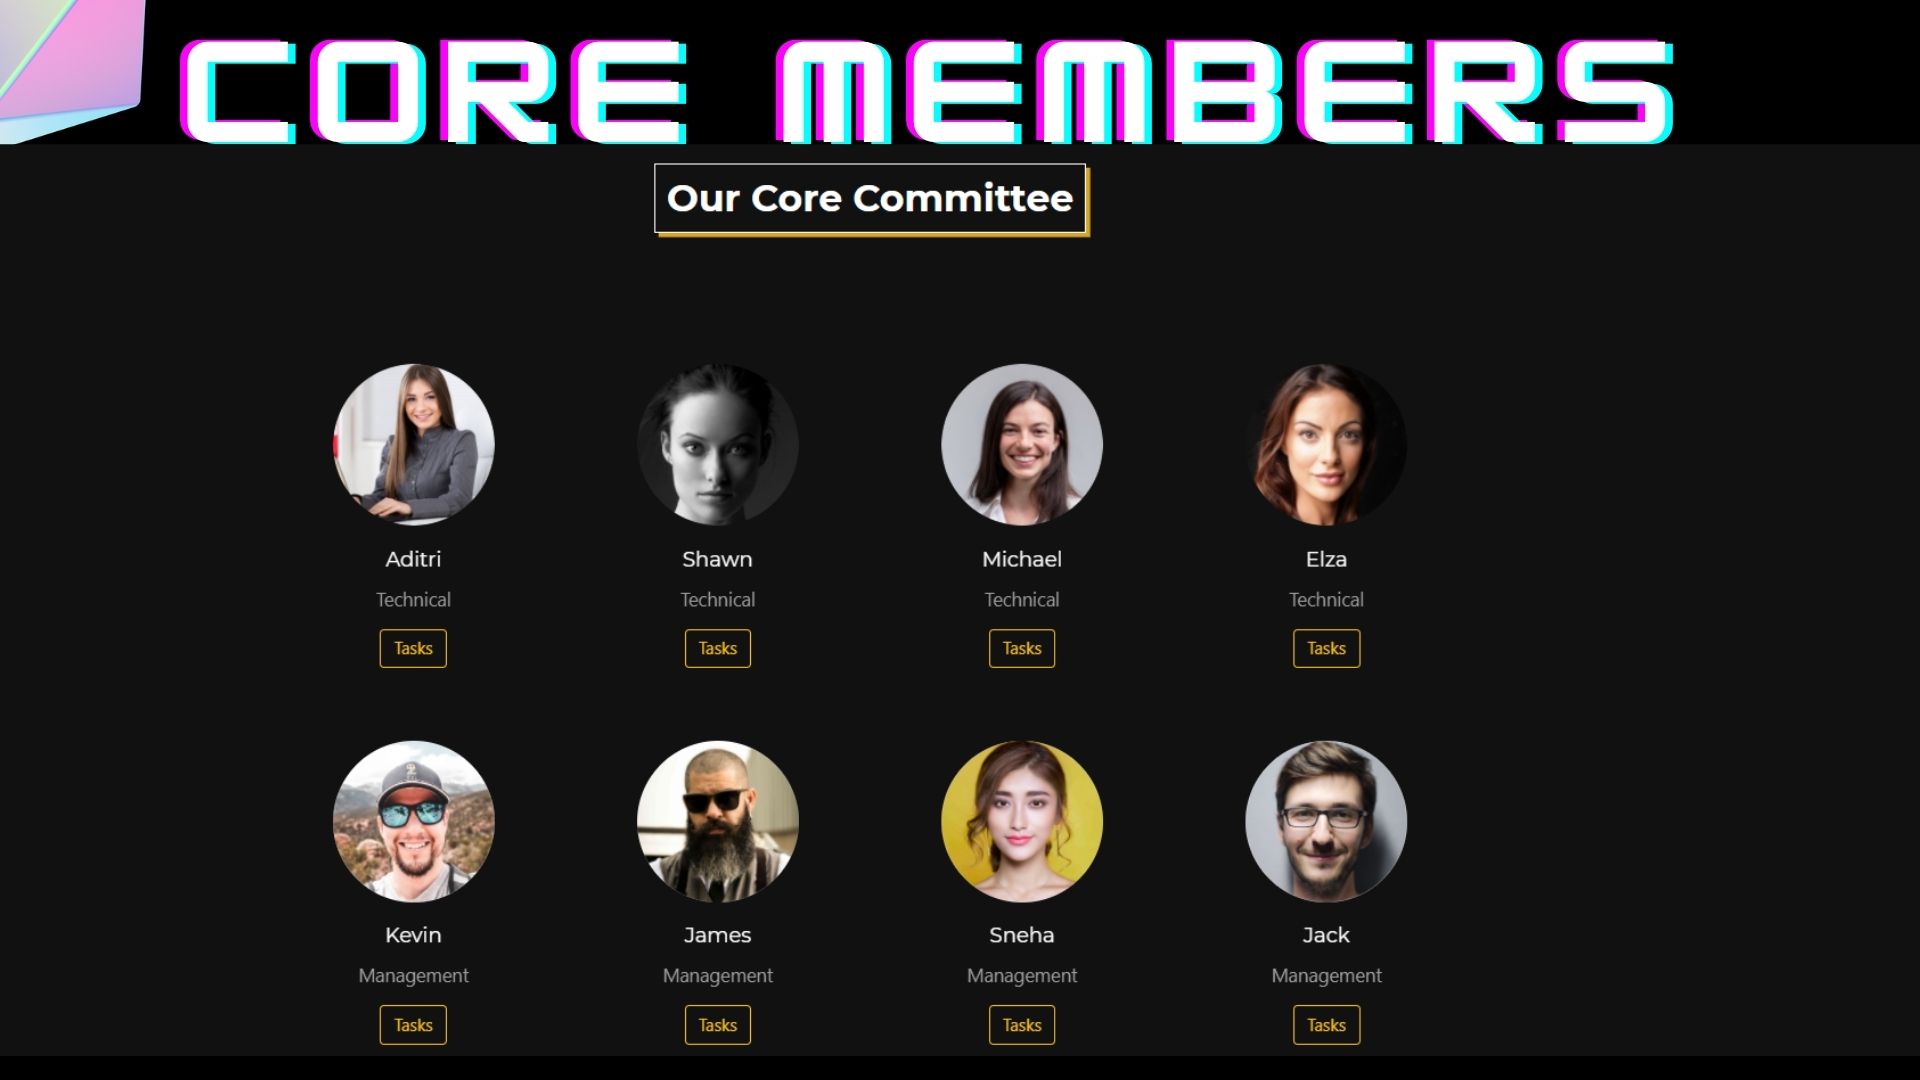 CORE MEMBERS
Our Core Committee
Aditri Shawn Michael Elza
Technical Technical Technical Technical
Tasks Tasks Tasks Tasks
Kevin James Sneha Jack
Management Management Management Management
Tasks Tasks Tasks Tasks